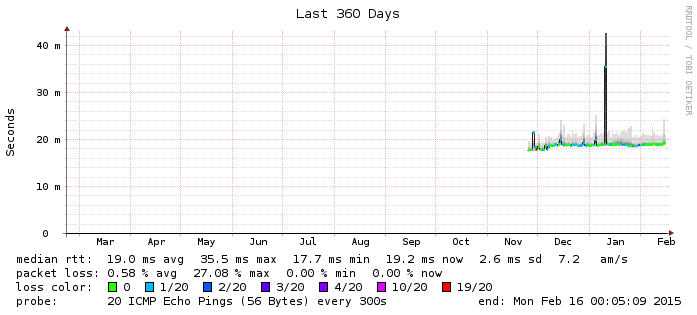 Last 360 Days
RRDTOOL / TOBI OETIKER
Seconds
40 m
30 m
20 m
10 m
0
Mar Apr May Jun Jul Aug Sep Oct Nov Dec Jan Feb
median rtt: 19.0 ms avg 35.5 ms max 17.7 ms min 19.2 ms now 2.6 ms sd 7.2 am/s
packet loss: 0.58 % avg 27.08 % max 0.00 % min 0.00 % now
loss color: 0 1/20 2/20 3/20 4/20 10/20 19/20
probe: 20 ICMP Echo Pings (56 Bytes) every 300s end: Mon Feb 16 00:05:09 2015